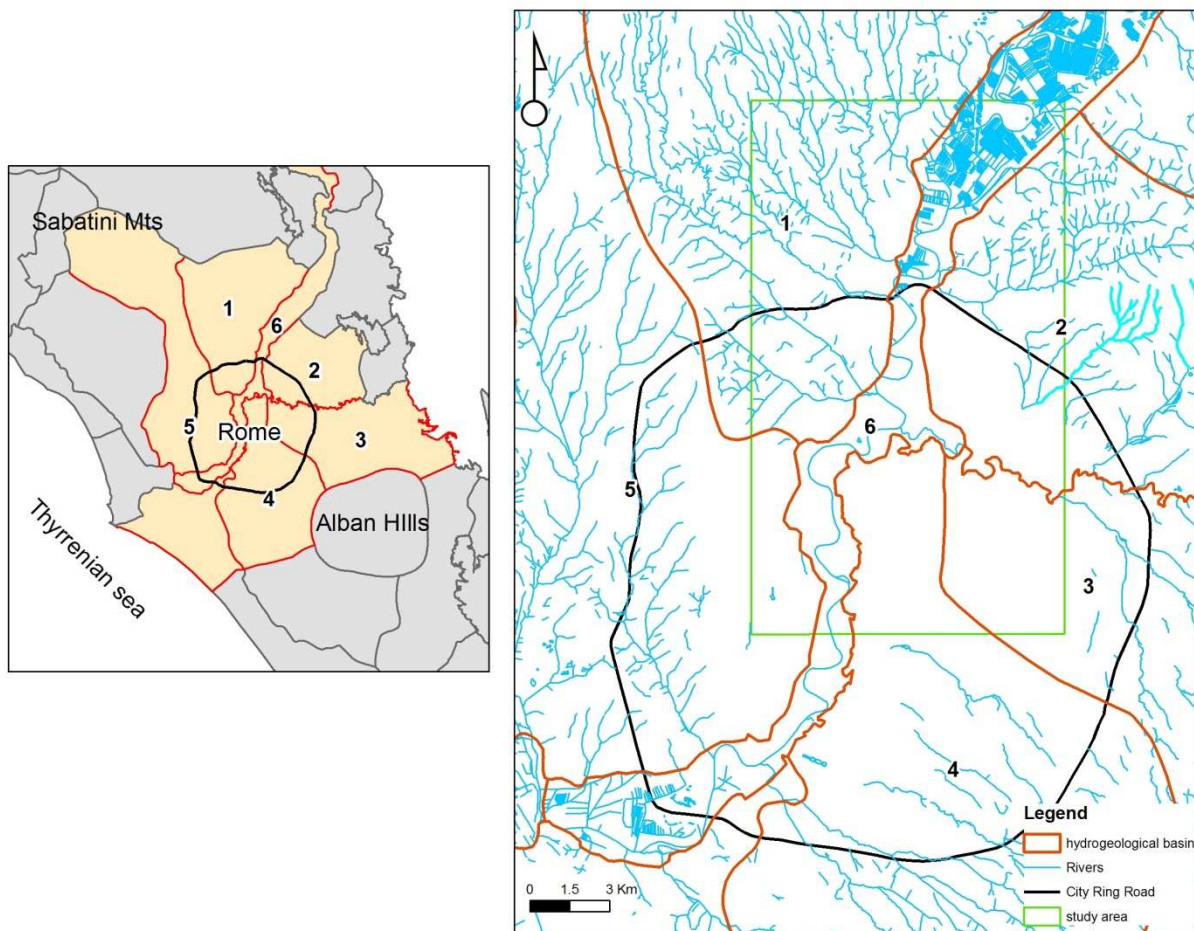 Sabatini Mts
1
6
2
5
Rome
3
4
Alban HIlls
Thyrrenian sea
1
2
6
5
3
4
Legend
hydrogeological basin
Rivers
City Ring Road
study area
0 1.5 3 Km